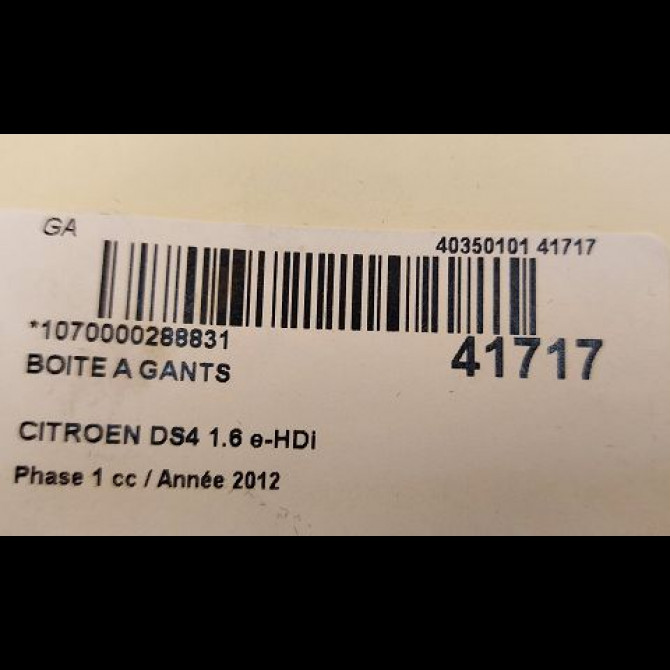 GA
40350101 41717
*1070000288831
41717
BOITE A GANTS
CITROEN DS4 1.6 e-HDi
Phase 1 cc / Année 2012